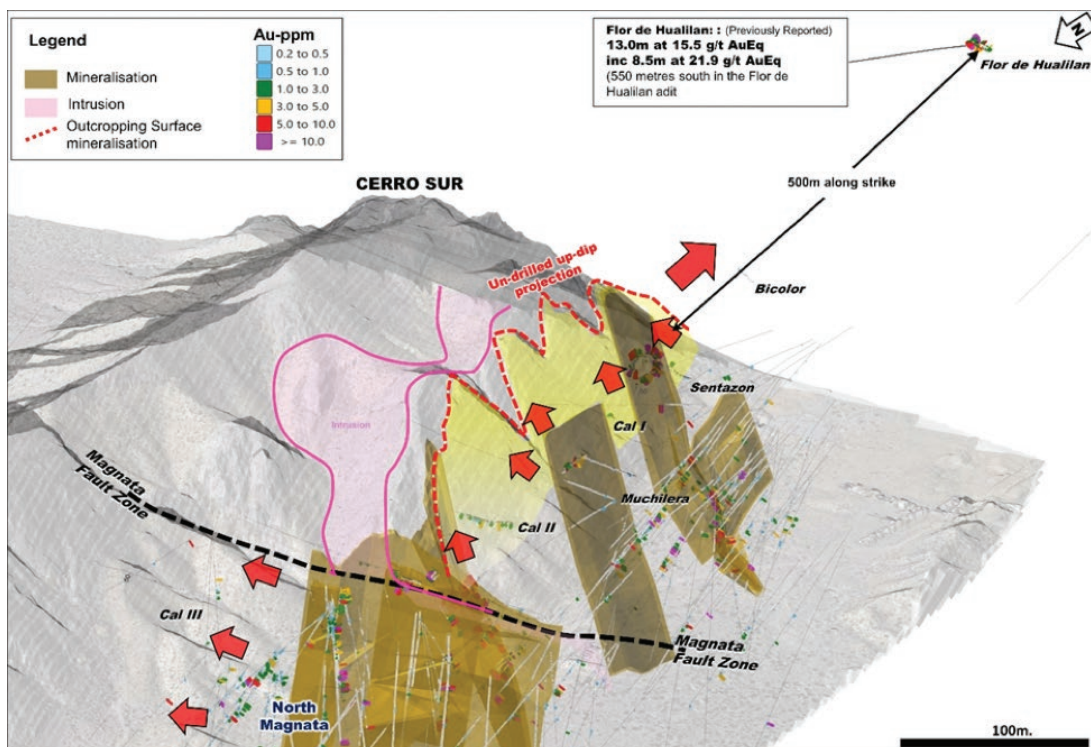 Legend
Mineralisation
Intrusion
Outcropping Surface
mineralisation
Au-ppm
0.2 to 0.5
0.5 to 1.0
1.0 to 3.0
3.0 to 5.0
5.0 to 10.0
>= 10.0
Flor de Hualilan: : (Previously Reported)
13.0m at 15.5 g/t AuEq
inc 8.5m at 21.9 g/t AuEq
(550 metres south in the Flor de
Hualilan adit
N
Flor de Hualilan
500m along strike
CERRO SUR
Un-drilled up-dip
projection
Bicolor
Sentazon
Intrusion
Cal I
Muchilera
Magnata
Fault Zone
Cal II
Cal III
Magnata
Fault Zone
North
Magnata
100m.